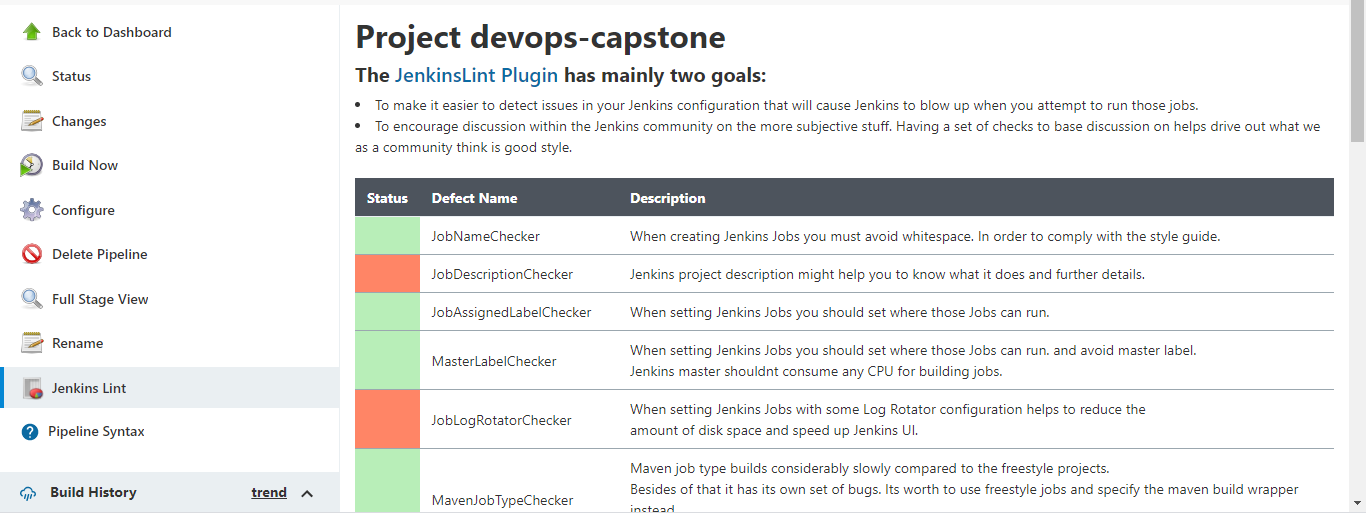 Back to Dashboard
Status
Changes
Build Now
Configure
Delete Pipeline
Full Stage View
Rename
Jenkins Lint
Pipeline Syntax
Build History trend
Project devops-capstone
The JenkinsLint Plugin has mainly two goals:
• To make it easier to detect issues in your Jenkins configuration that will cause Jenkins to blow up when you attempt to run those jobs.
• To encourage discussion within the Jenkins community on the more subjective stuff. Having a set of checks to base discussion on helps drive out what we
as a community think is good style.
Status Defect Name Description
JobNameChecker When creating Jenkins Jobs you must avoid whitespace. In order to comply with the style guide.
JobDescriptionChecker Jenkins project description might help you to know what it does and further details.
JobAssignedLabelChecker When setting Jenkins Jobs you should set where those Jobs can run.
MasterLabelChecker
When setting Jenkins Jobs you should set where those Jobs can run. and avoid master label.
Jenkins master shouldnt consume any CPU for building jobs.
JobLogRotatorChecker
When setting Jenkins Jobs with some Log Rotator configuration helps to reduce the
amount of disk space and speed up Jenkins UI.
MavenJobTypeChecker
Maven job type builds considerably slowly compared to the freestyle projects.
Besides of that it has its own set of bugs. Its worth to use freestyle jobs and specify the maven build wrapper
instead